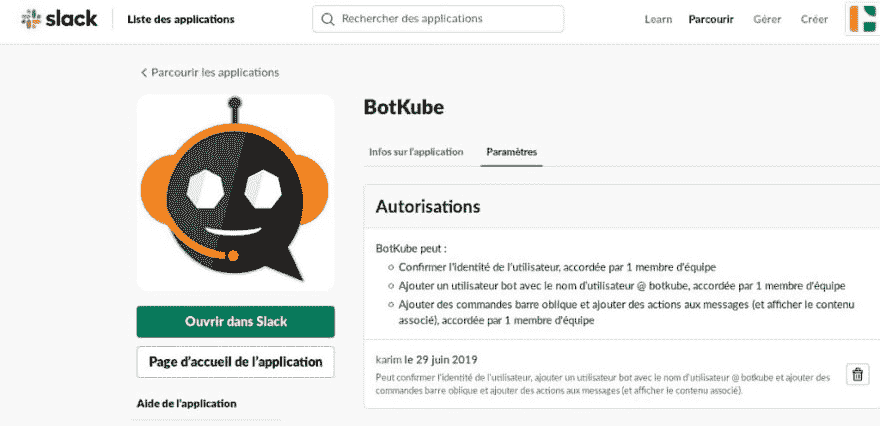 slack
Liste des applications
Rechercher des applications
Learn
Parcourir
Gérer
Créer
Parcourir les applications
BotKube
Infos sur l'application
Paramètres
Autorisations
BotKube peut :
Confirmer l'identité de l'utilisateur, accordée par 1 membre d'équipe
Ajouter un utilisateur bot avec le nom d'utilisateur @ botkube, accordée par 1 membre d'équipe
Ajouter des commandes barre oblique et ajouter des actions aux messages (et afficher le contenu
associé), accordée par 1 membre d'équipe
Ouvrir dans Slack
Page d'accueil de l'application
Aide de l'application
karim le 29 juin 2019
Peut confirmer l'identité de l'utilisateur, ajouter un utilisateur bot avec le nom d'utilisateur @ botkube et ajouter des
commandes barre oblique et ajouter des actions aux messages (et afficher le contenu associé).